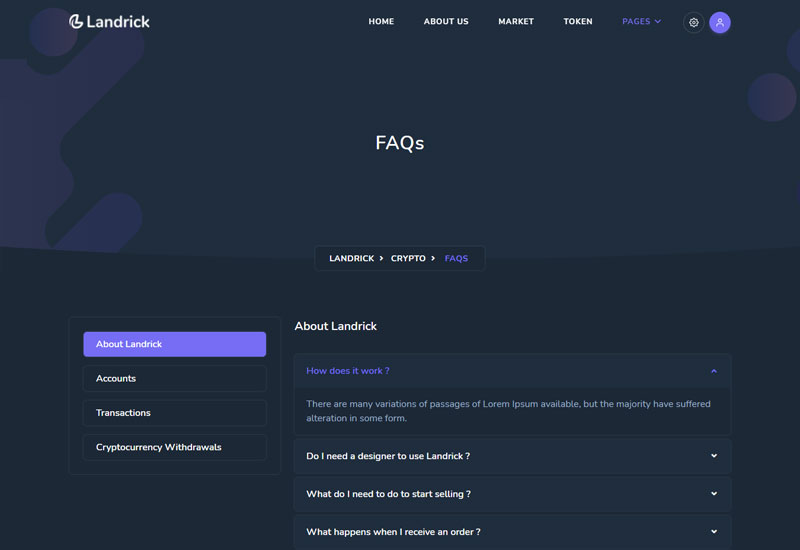 Landrick
HOME ABOUT US MARKET TOKEN PAGES
FAQs
LANDRICK CRYPTO FAQS
About Landrick
Accounts
Transactions
Cryptocurrency Withdrawals
About Landrick
How does it work ?
There are many variations of passages of Lorem Ipsum available, but the majority have suffered
alteration in some form.
Do I need a designer to use Landrick ?
What do I need to do to start selling ?
What happens when I receive an order ?